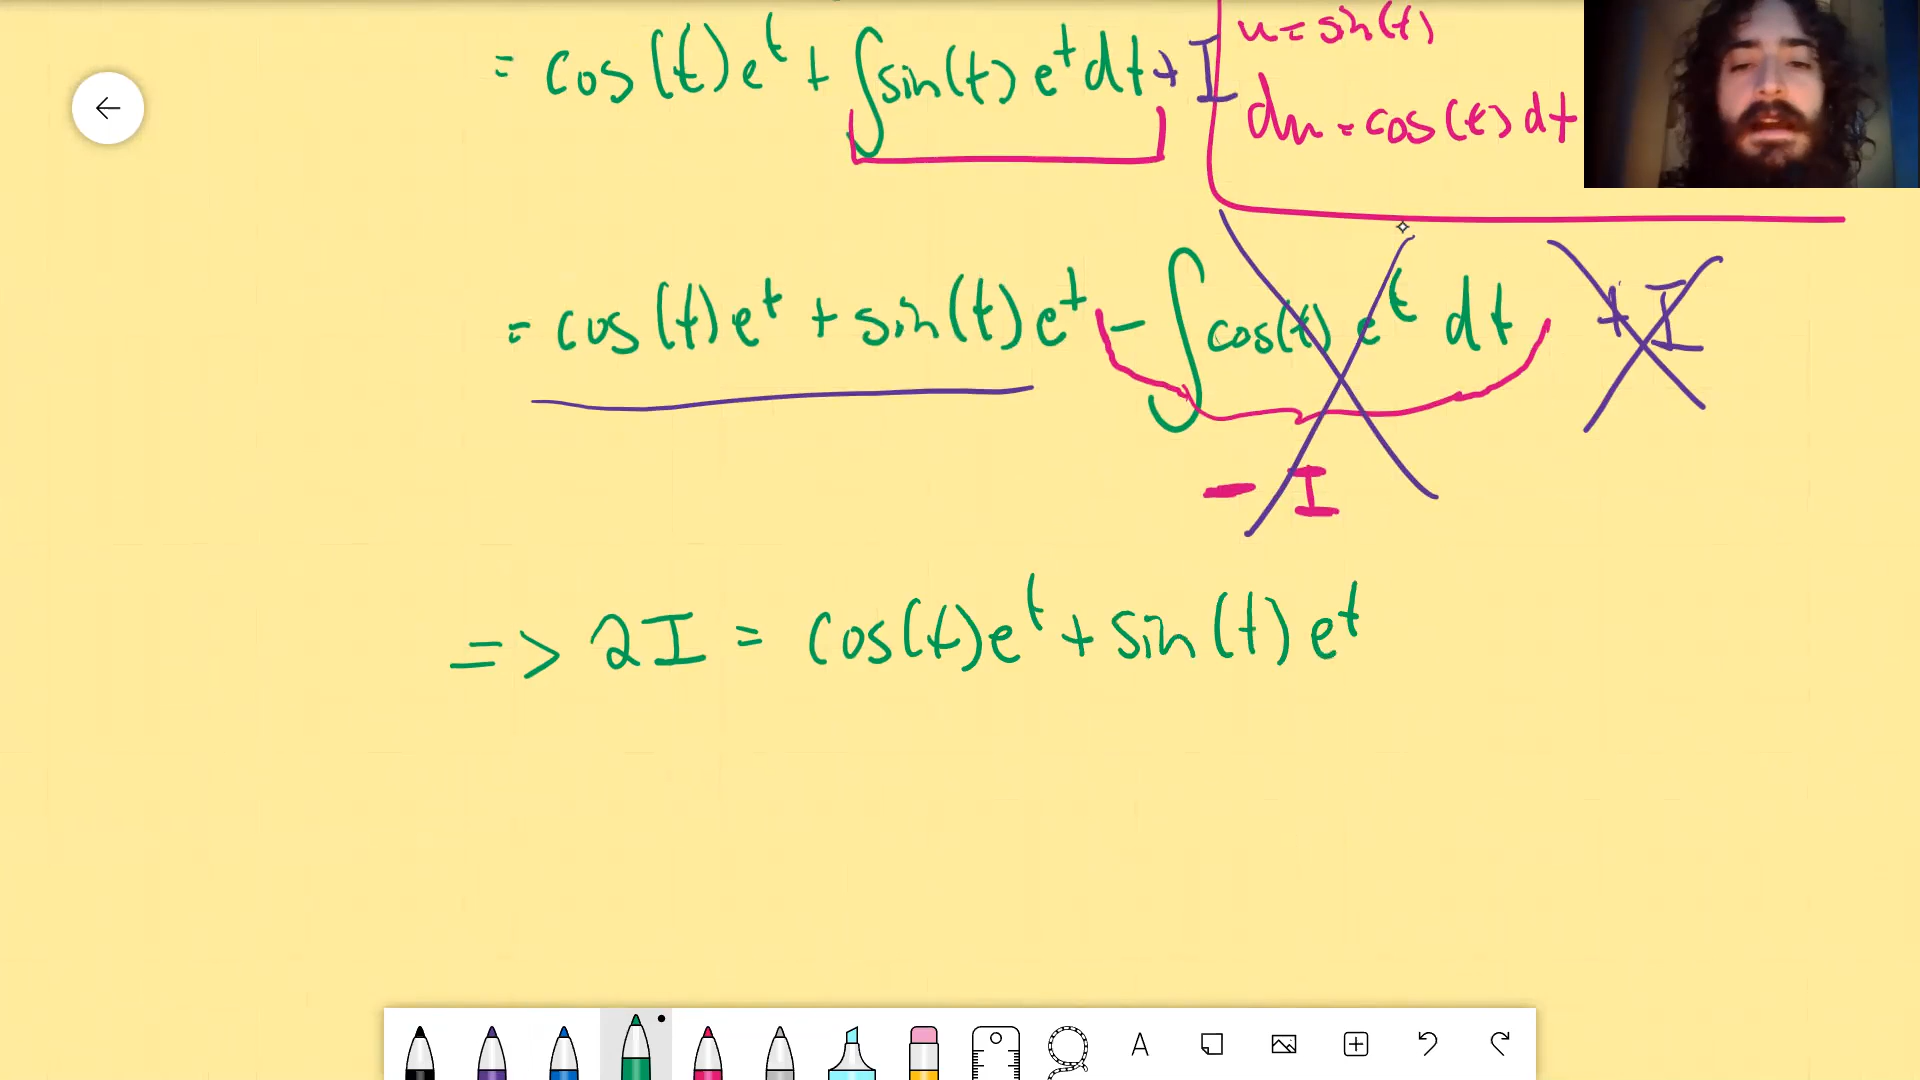 = cos(t)e^t + ∫sin(t) e^t dt + I
u = sin(t)
du = cos(t) dt
= cos(t)e^t + sin(t)e^t - ∫cos(t) e^t dt + I
- I
=> 2I = cos(t)e^t + sin(t)e^t
A